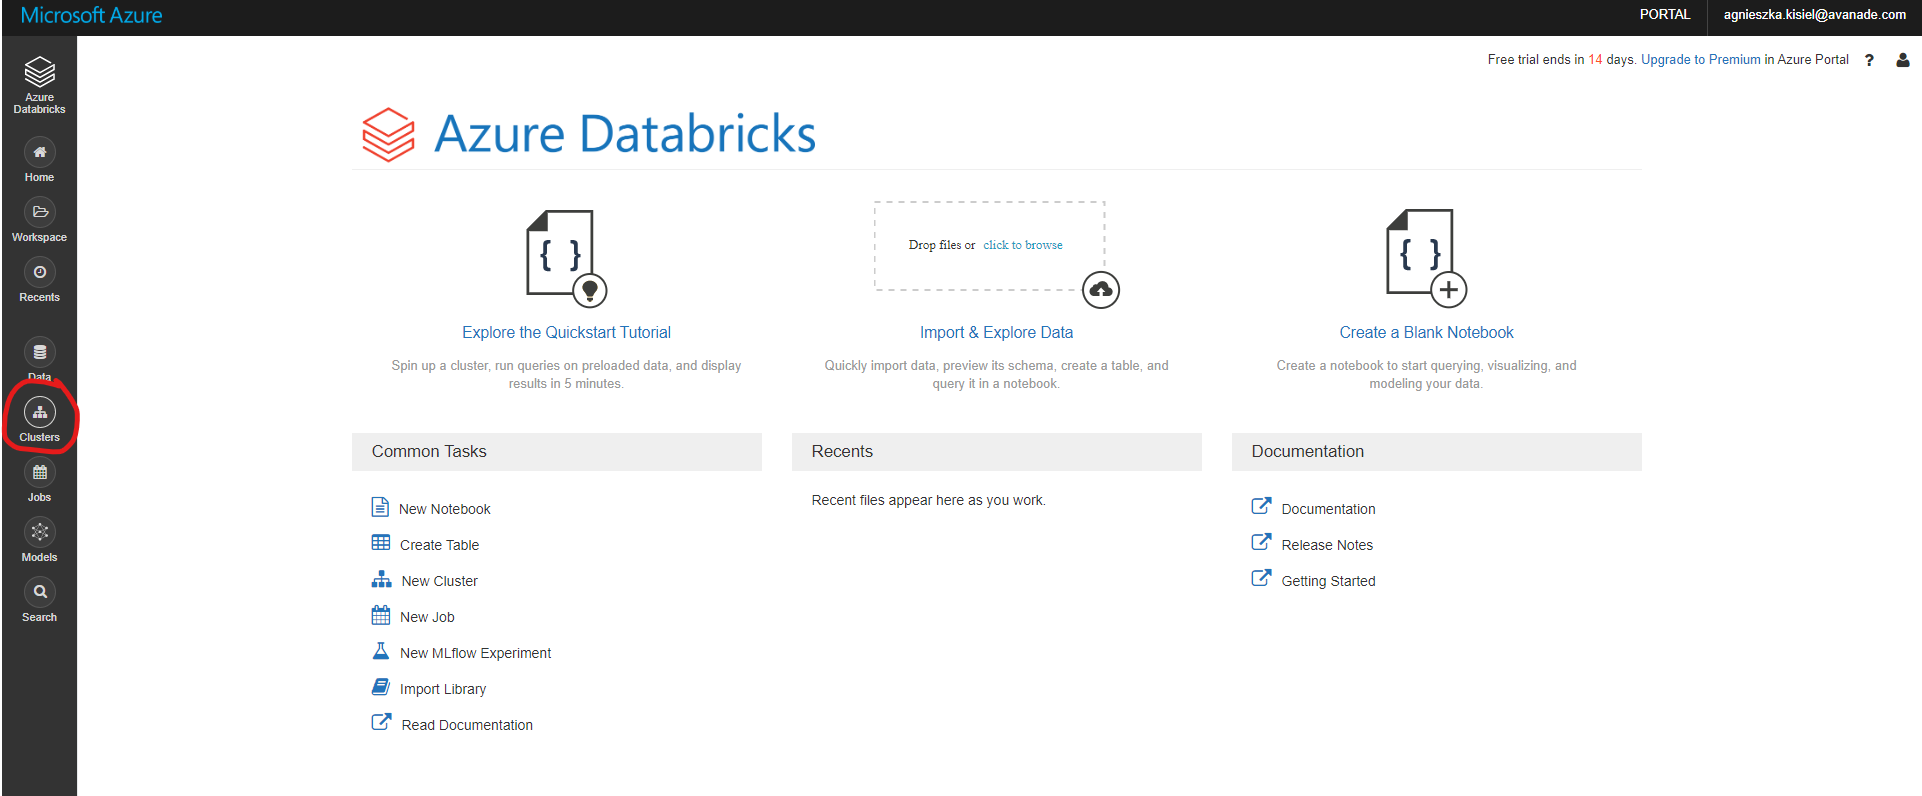 Microsoft Azure
PORTAL
agnieszka.kisiel@avanade.com
Free trial ends in 14 days. Upgrade to Premium in Azure Portal ?
Azure
Databricks
Home
Workspace
Recents
Data
Clusters
Jobs
Models
Search
Azure Databricks
{ }
Explore the Quickstart Tutorial
Spin up a cluster, run queries on preloaded data, and display
results in 5 minutes.
Drop files or click to browse
Import & Explore Data
Quickly import data, preview its schema, create a table, and
query it in a notebook.
{ }
Create a Blank Notebook
Create a notebook to start querying, visualizing, and
modeling your data.
Common Tasks
New Notebook
Create Table
New Cluster
New Job
New MLflow Experiment
Import Library
Read Documentation
Recents
Recent files appear here as you work.
Documentation
Documentation
Release Notes
Getting Started